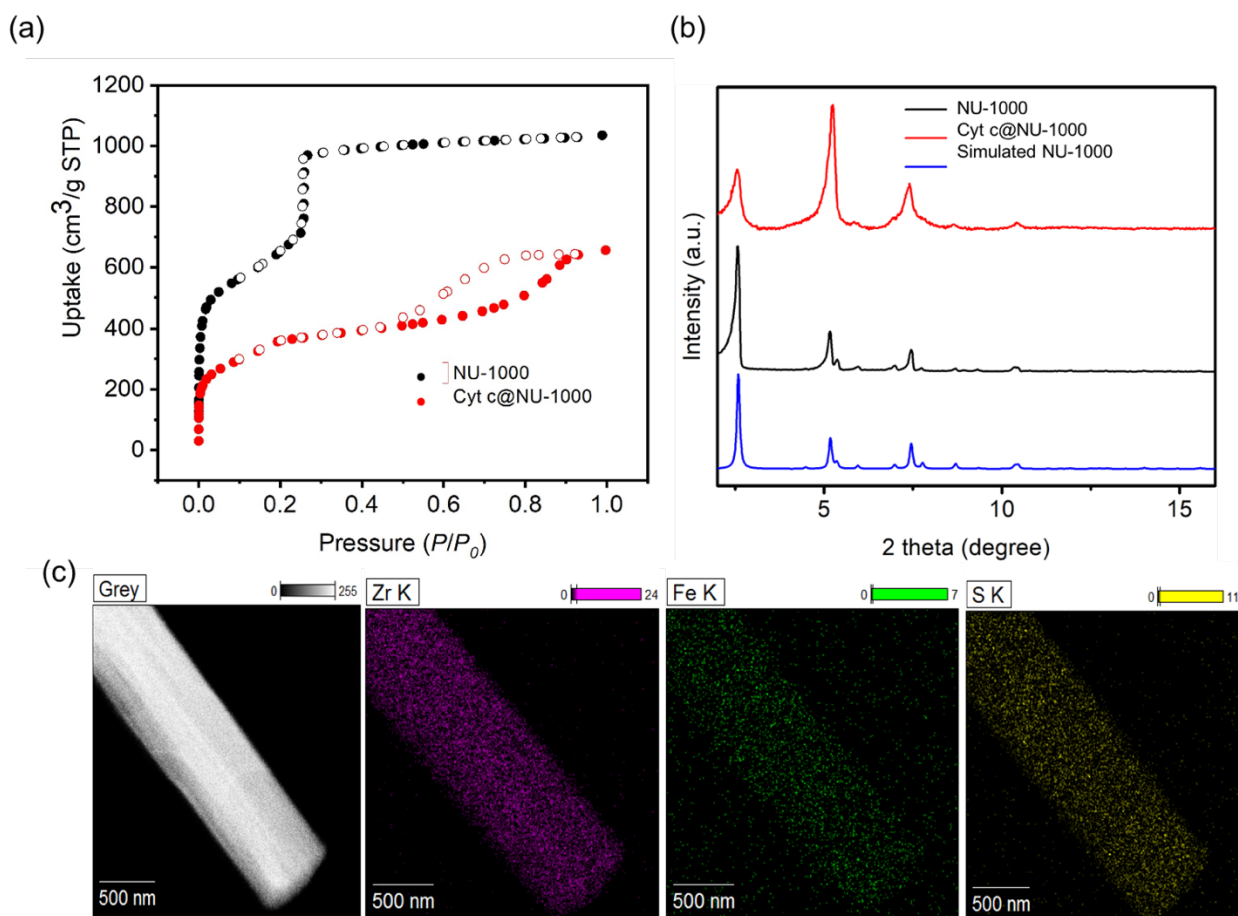 (a)
(b)
1200
1000
800
600
400
200
0
Uptake (cm³/g STP)
NU-1000
Cyt c@NU-1000
0.0 0.2 0.4 0.6 0.8 1.0
Pressure (P/P₀)
NU-1000
Cyt c@NU-1000
Simulated NU-1000
Intensity (a.u.)
5 10 15
2 theta (degree)
(c)
Grey
0 255
500 nm
Zr K
0 24
500 nm
Fe K
0 7
500 nm
S K
0 11
500 nm